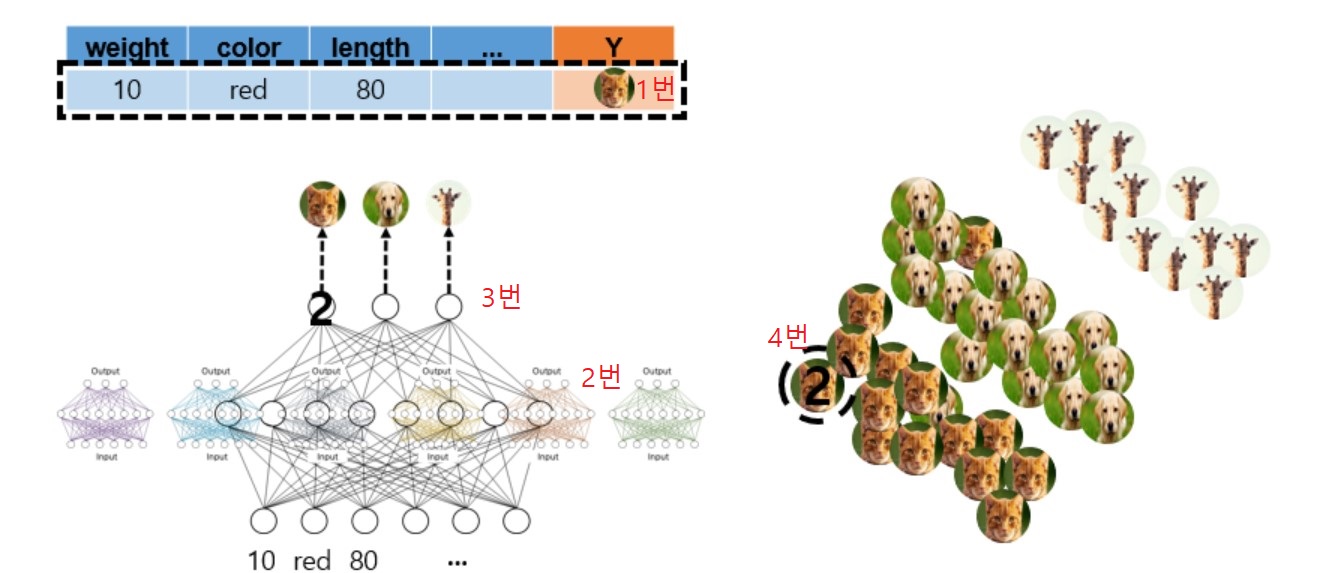 weight color length ... Y
10 red 80 1번
3번
2
4번
2
2번
Output Output Output Output Output Output
Input Input Input Input Input Input
10 red 80 ...